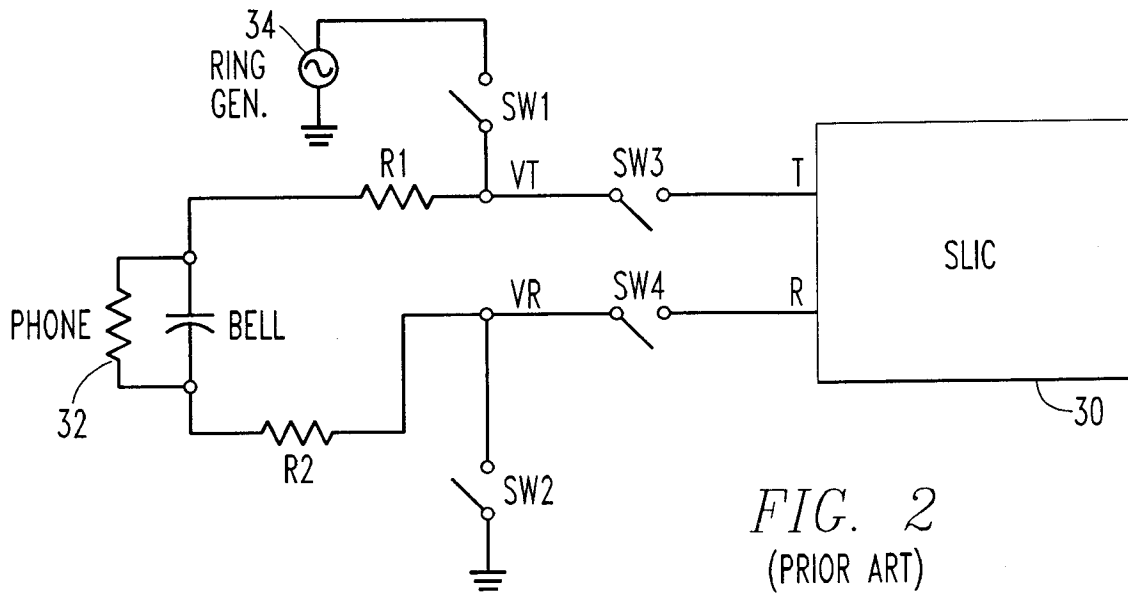 34
RING
GEN.
SW1
R1
VT
SW3
T
SLIC
PHONE
BELL
VR
SW4
R
32
R2
SW2
30
FIG. 2
(PRIOR ART)